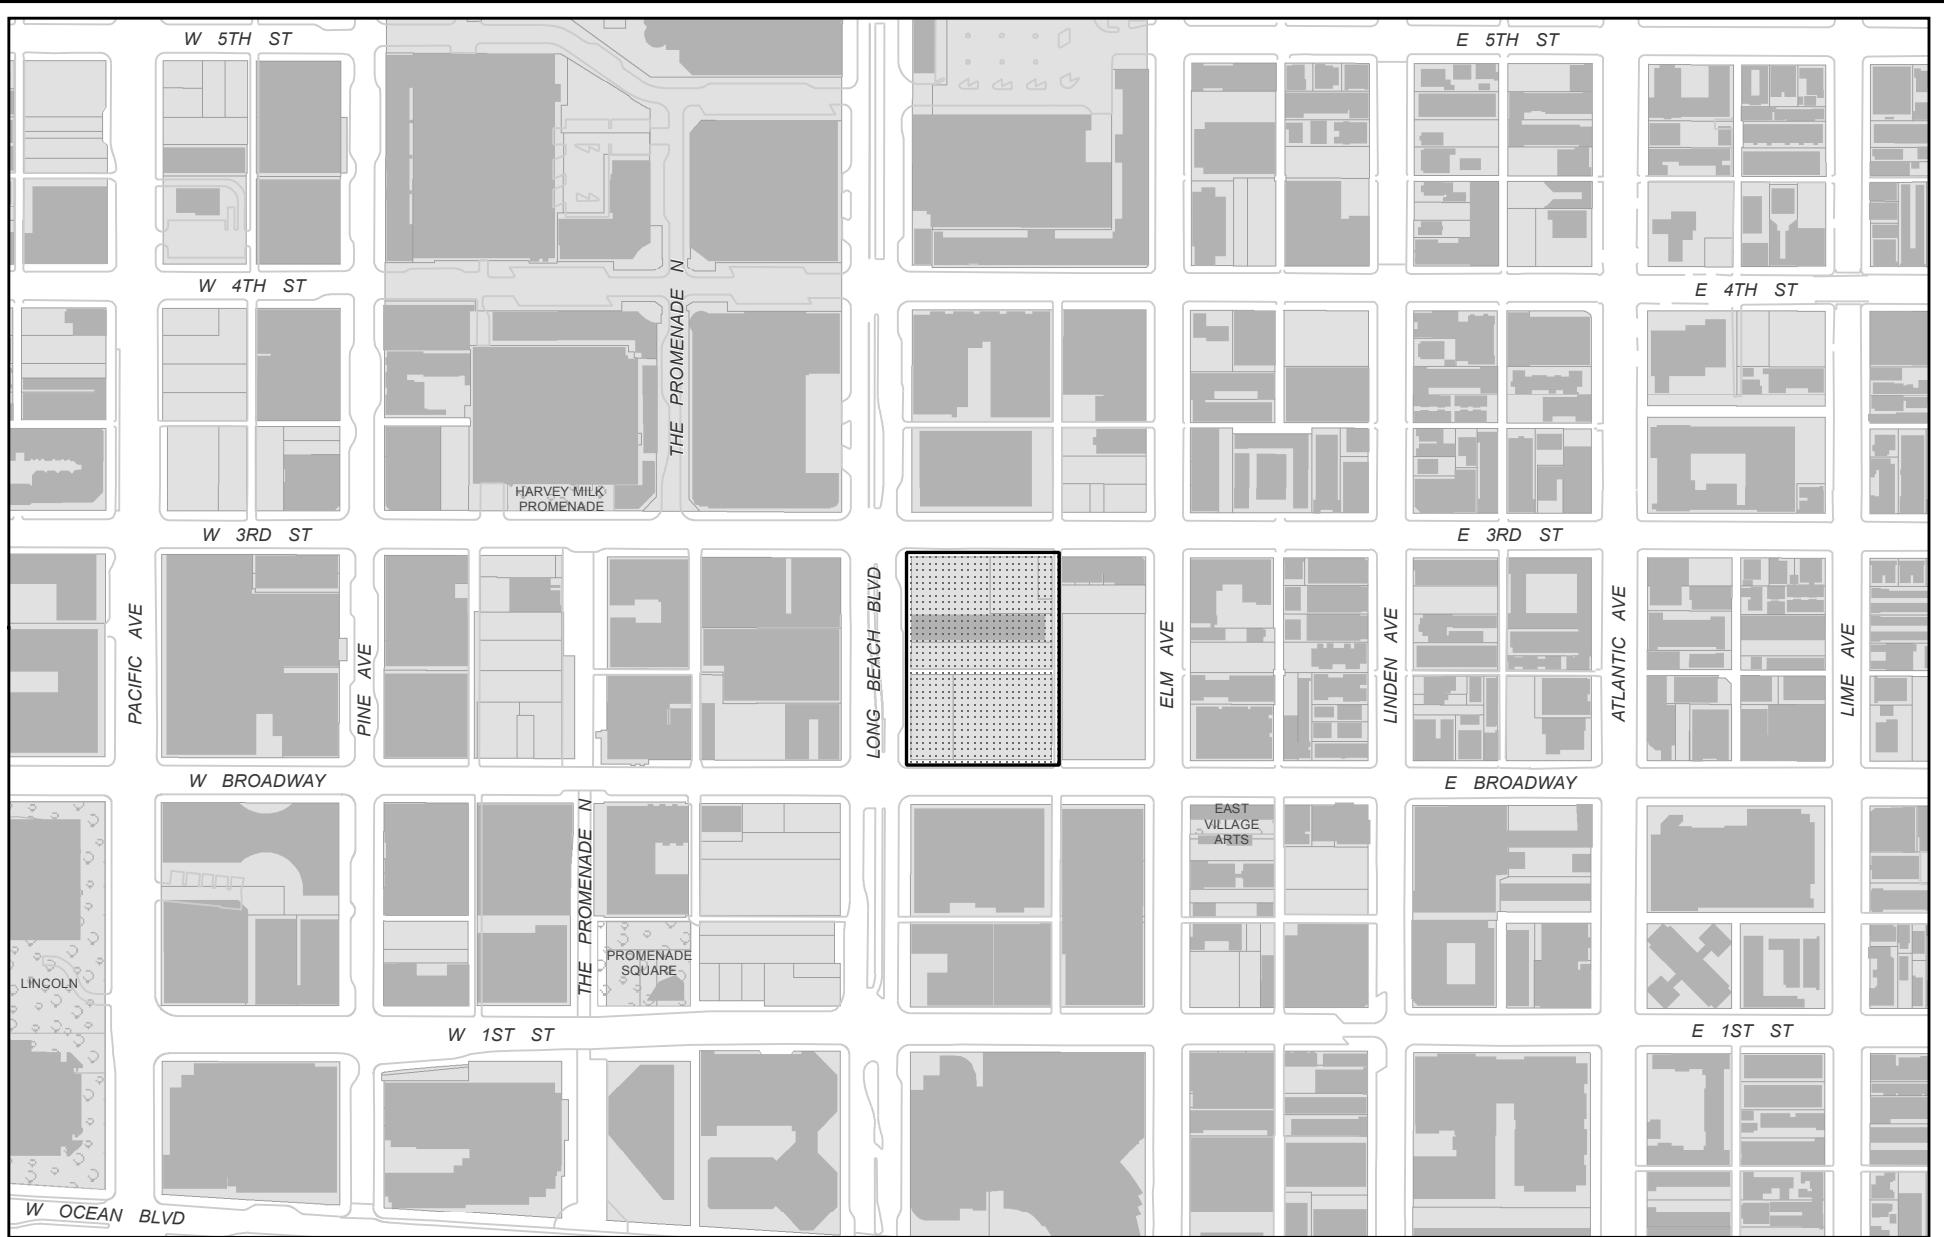 W 5TH ST
E 5TH ST
W 4TH ST
E 4TH ST
THE PROMENADE N
HARVEY MILK
PROMENADE
W 3RD ST
E 3RD ST
PACIFIC AVE
PINE AVE
LONG BEACH BLVD
ELM AVE
LINDEN AVE
ATLANTIC AVE
LIME AVE
W BROADWAY
E BROADWAY
THE PROMENADE N
EAST
VILLAGE
ARTS
PROMENADE
SQUARE
LINCOLN
W 1ST ST
E 1ST ST
W OCEAN BLVD